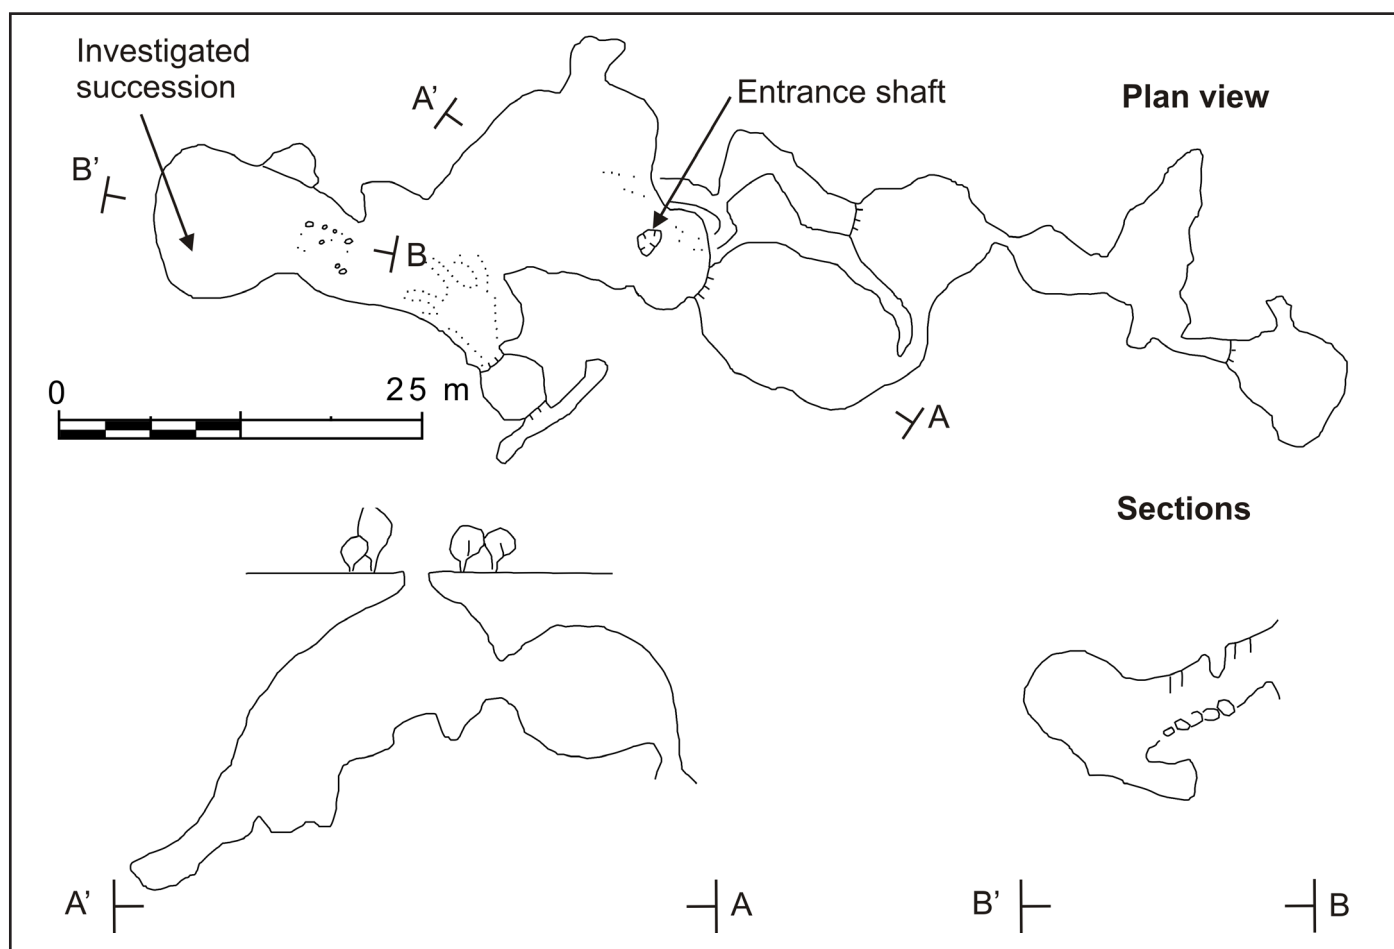 Investigated
succession
A'
Entrance shaft
Plan view
B'
B
0
25 m
A
Sections
A'
A
B'
B